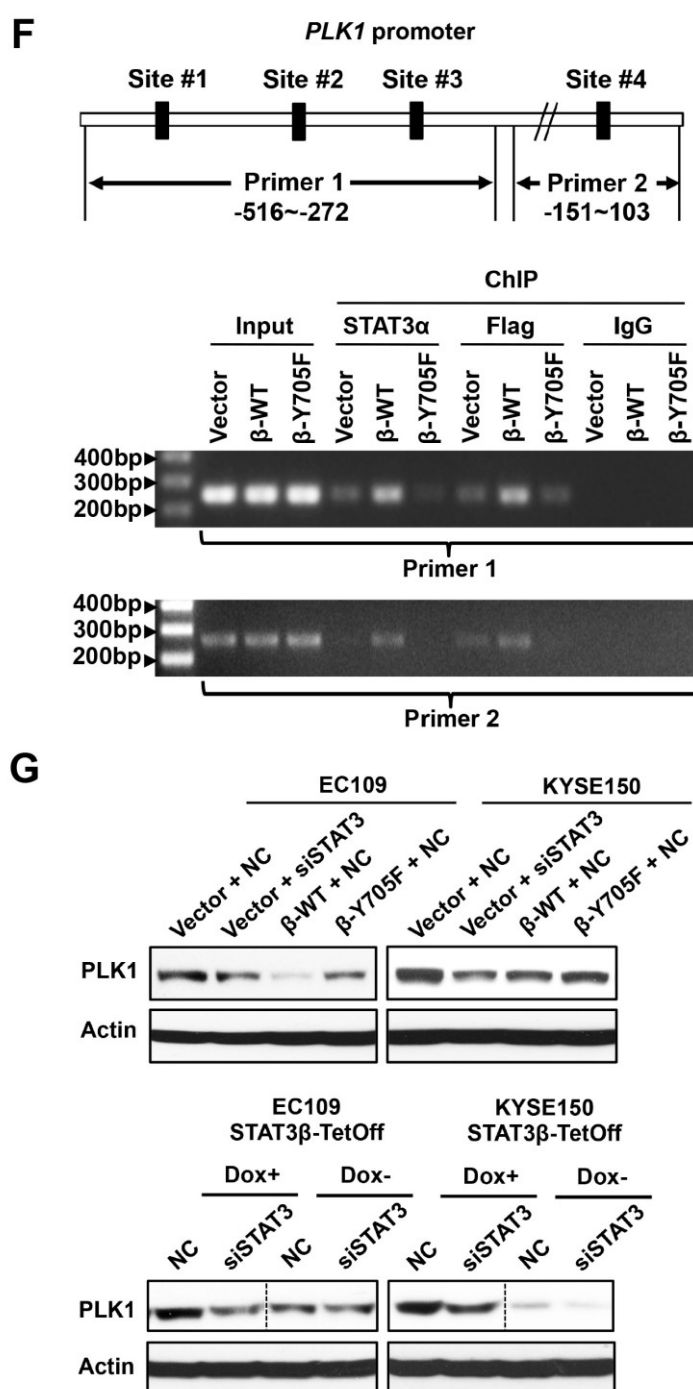 F
PLK1 promoter
Site #1 Site #2 Site #3 Site #4
Primer 1 Primer 2
-516~-272 -151~103
ChIP
Input STAT3α Flag IgG
Vector β-WT β-Y705F Vector β-WT β-Y705F Vector β-WT β-Y705F Vector β-WT β-Y705F
400bp
300bp
200bp
Primer 1
400bp
300bp
200bp
Primer 2
G
EC109 KYSE150
Vector + NC Vector + siSTAT3 β-WT + NC β-Y705F + NC Vector + NC Vector + siSTAT3 β-WT + NC β-Y705F + NC
PLK1
Actin
EC109 KYSE150
STAT3β-TetOff STAT3β-TetOff
Dox+ Dox- Dox+ Dox-
NC siSTAT3 NC siSTAT3 NC siSTAT3 NC siSTAT3
PLK1
Actin